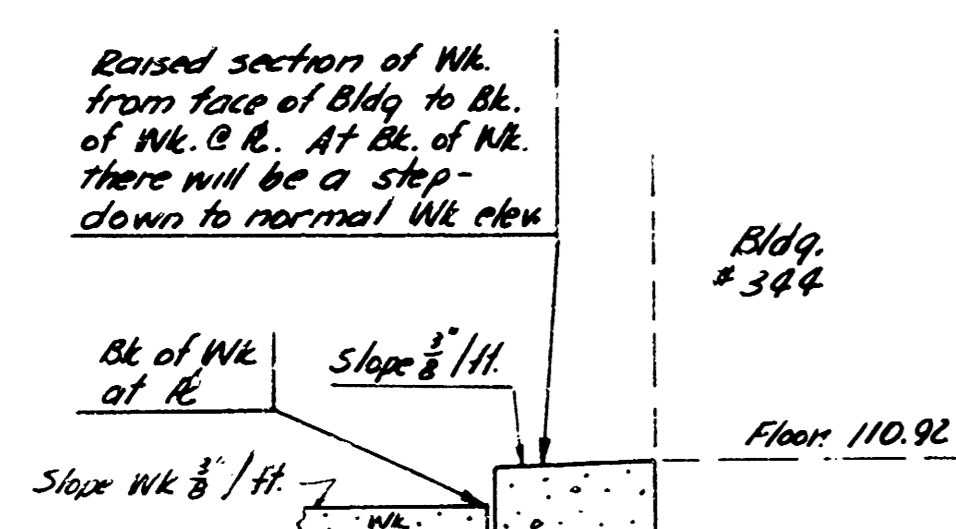 Raised section of Wk.
from face of Bldg to Bk.
of Wk. @ ℞. At Bk. of Wk.
there will be a step-
down to normal Wk elev.
Bldg.
# 344
Bk of Wk
at ℞
Slope 3/8"/ft.
Floor: 110.92
Slope Wk 3/8"/ft.
Wk.